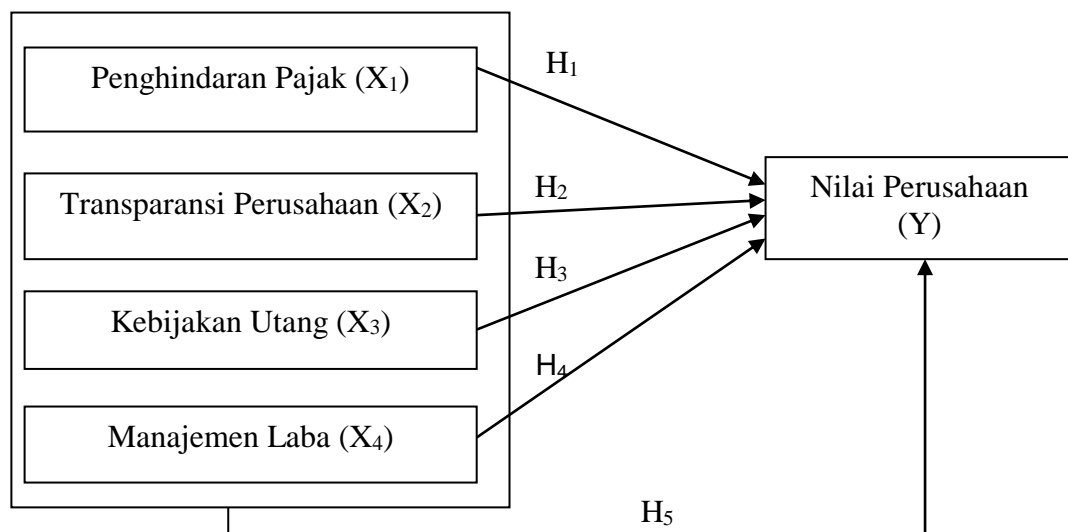 Penghindaran Pajak (X₁)
H₁
Transparansi Perusahaan (X₂)
H₂
Nilai Perusahaan
(Y)
H₃
Kebijakan Utang (X₃)
H₄
Manajemen Laba (X₄)
H₅